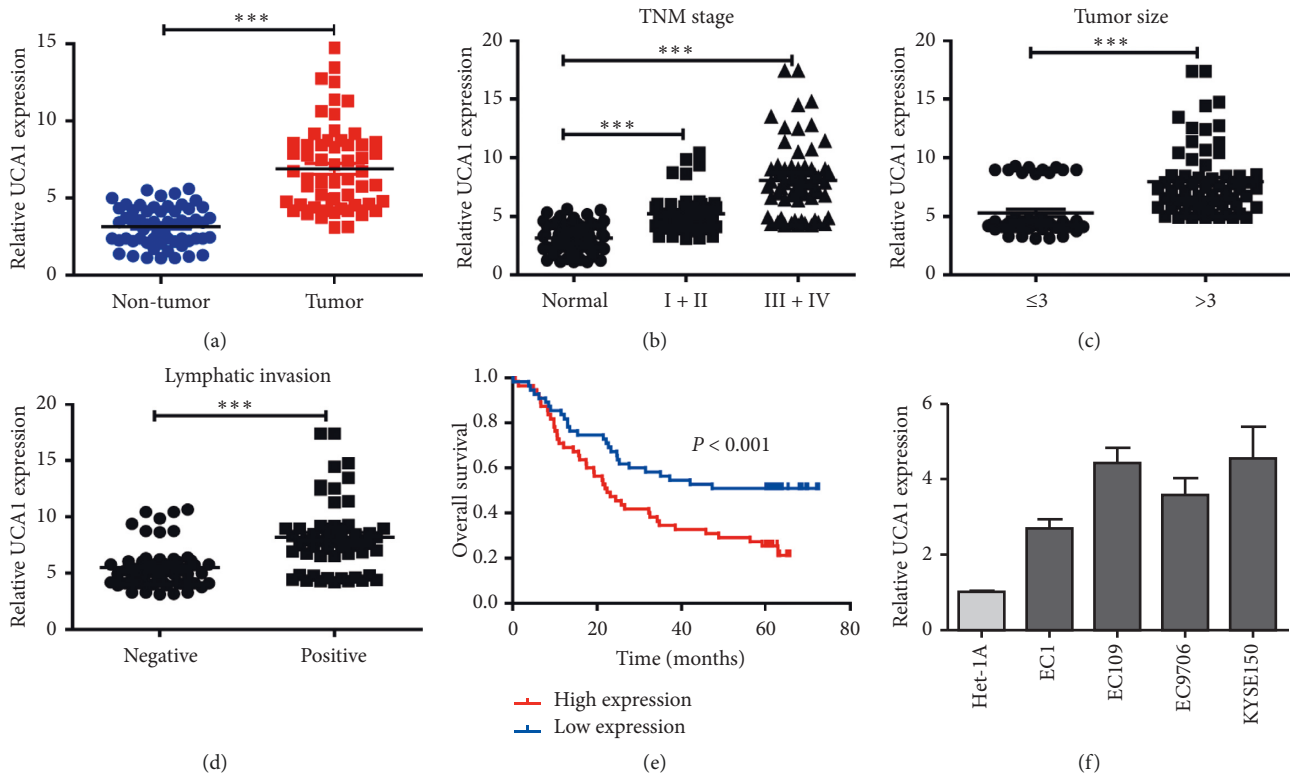 ***
Relative UCA1 expression
15
10
5
0
Non-tumor
Tumor
(a)
TNM stage
***
***
Relative UCA1 expression
20
15
10
5
0
Normal
I + II
III + IV
(b)
Tumor size
***
Relative UCA1 expression
20
15
10
5
0
≤3
>3
(c)
Lymphatic invasion
***
Relative UCA1 expression
20
15
10
5
0
Negative
Positive
(d)
Overall survival
1.0
0.8
0.6
0.4
0.2
0.0
P < 0.001
0
20
40
60
80
Time (months)
High expression
Low expression
(e)
Relative UCA1 expression
6
4
2
0
Het-1A
EC1
EC109
EC9706
KYSE150
(f)